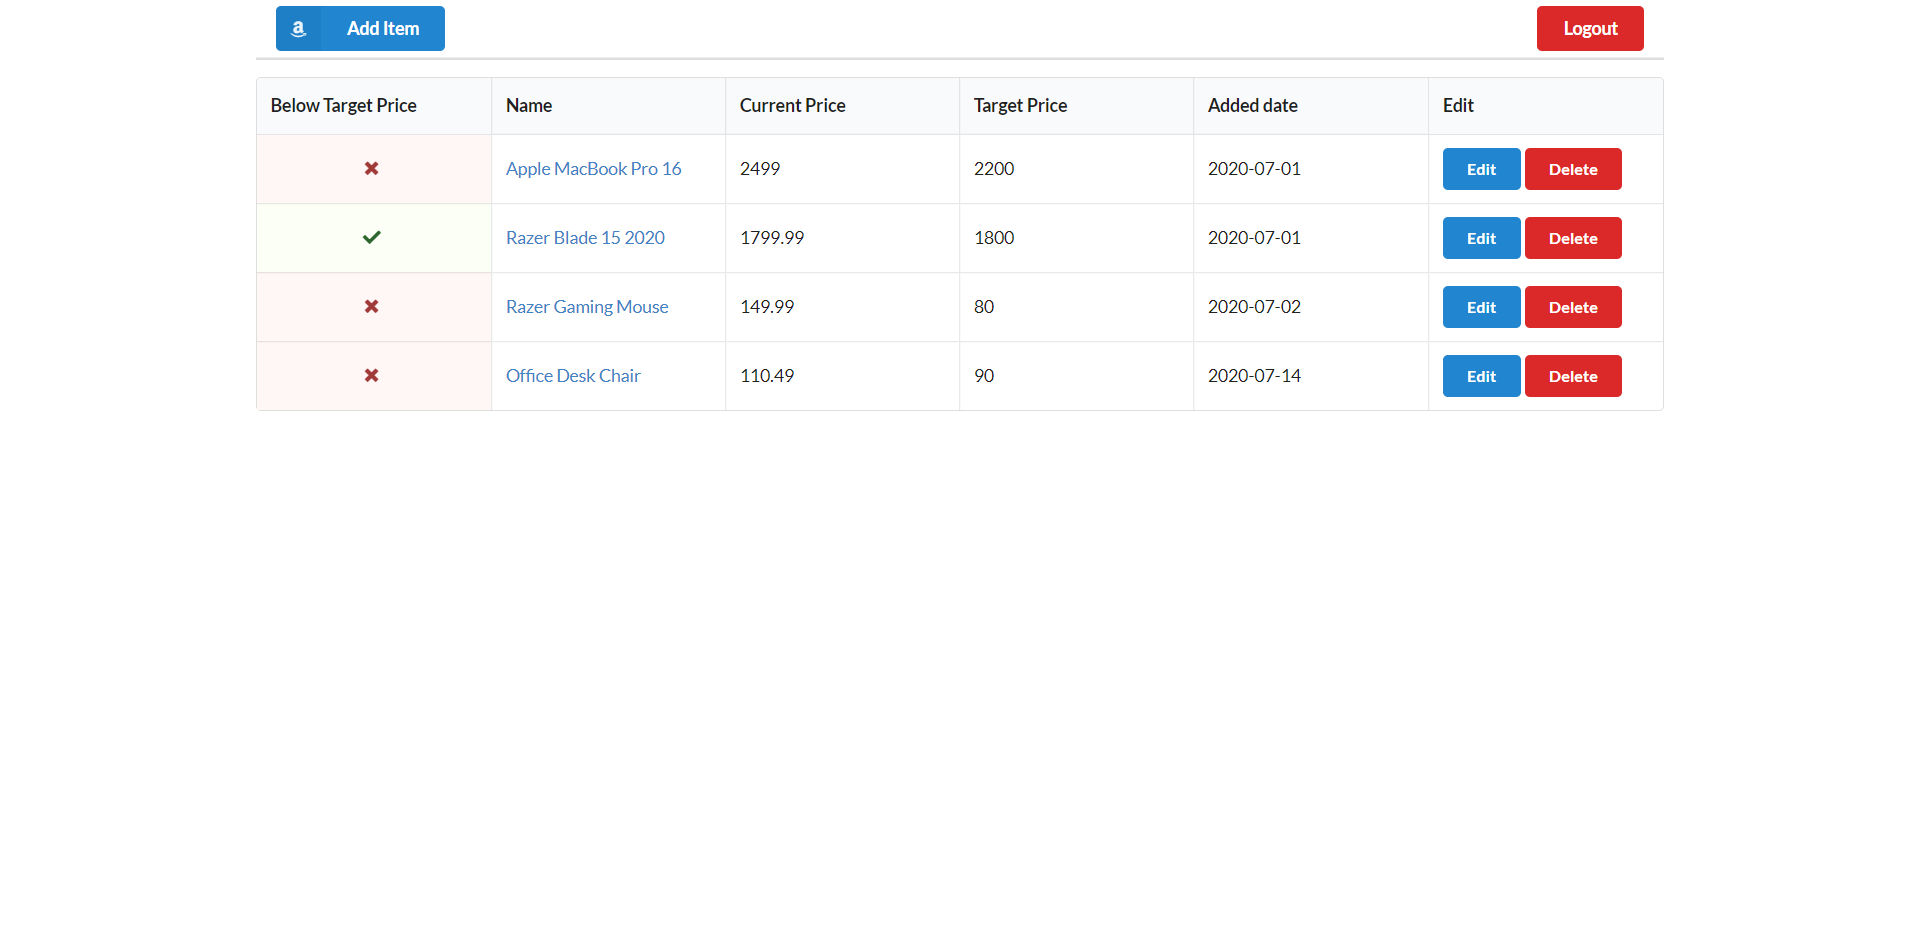 Add Item Logout
Below Target Price Name Current Price Target Price Added date Edit
Apple MacBook Pro 16 2499 2200 2020-07-01 Edit Delete
Razer Blade 15 2020 1799.99 1800 2020-07-01 Edit Delete
Razer Gaming Mouse 149.99 80 2020-07-02 Edit Delete
Office Desk Chair 110.49 90 2020-07-14 Edit Delete